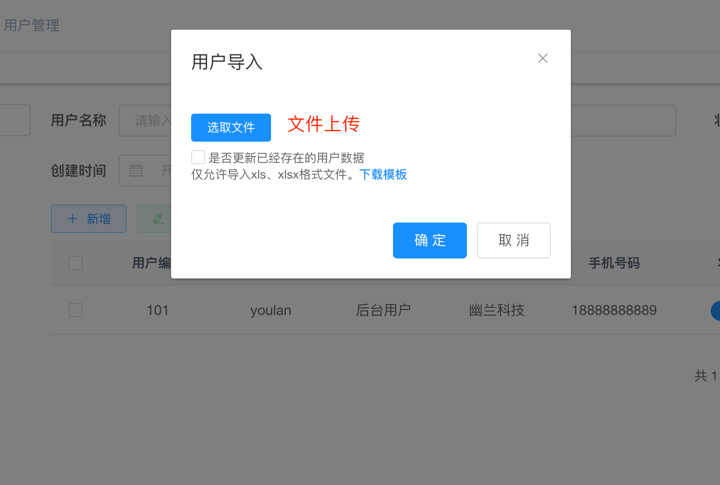 用户管理
用户导入
用户名称
请输入
选取文件
文件上传
是否更新已经存在的用户数据
仅允许导入xls、xlsx格式文件。下载模板
创建时间
开
新增
确 定
取 消
用户编
手机号码
101
youlan
后台用户
幽兰科技
18888888889
共 1